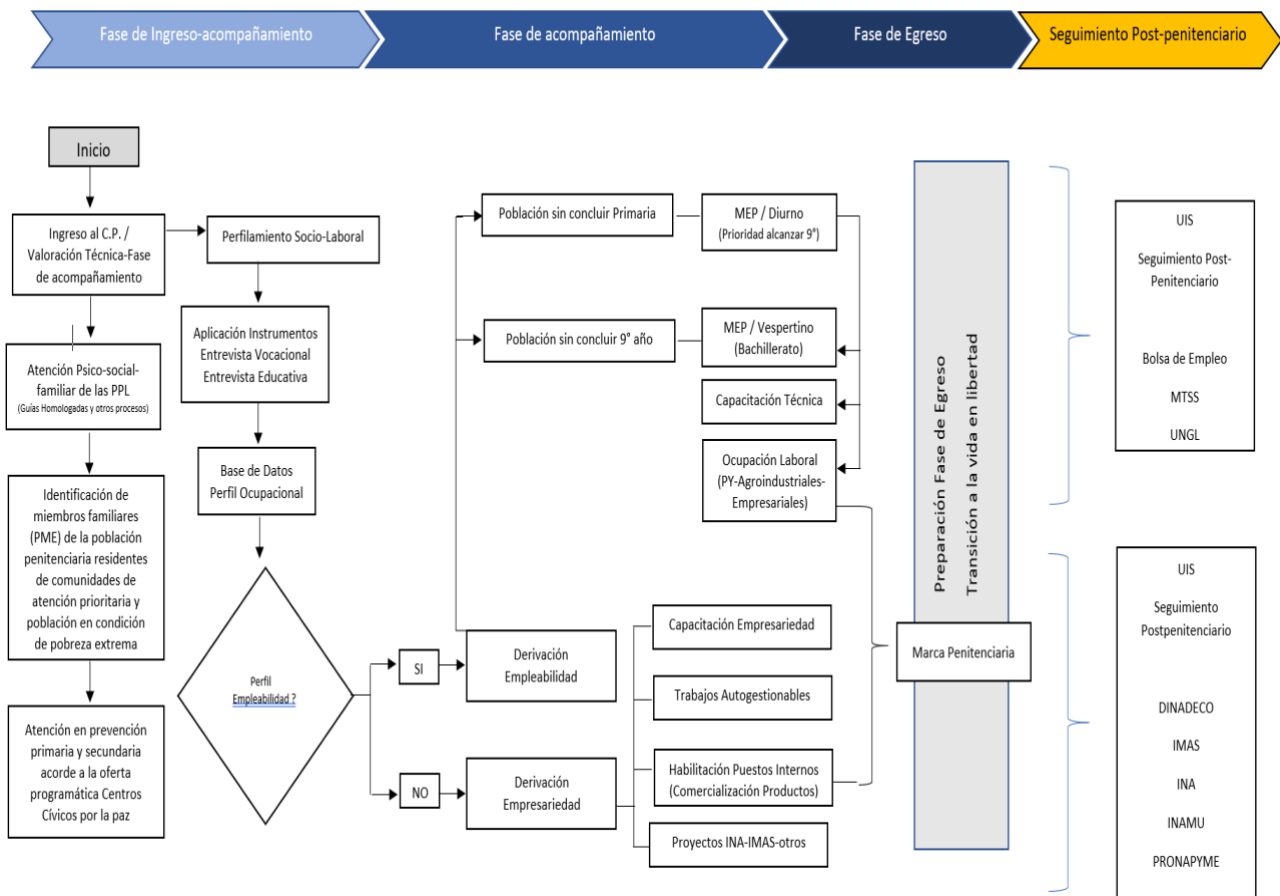 Fase de Ingreso-acompañamiento
Fase de acompañamiento
Fase de Egreso
Seguimiento Post-penitenciario
Inicio
Ingreso al C.P. /
Valoración Técnica-Fase
de acompañamiento
Atención Psico-social-
familiar de las PPL
(Guías Homologadas y otros procesos)
Identificación de
miembros familiares
(PME) de la población
penitenciaria residentes
de comunidades de
atención prioritaria y
población en condición
de pobreza extrema
Atención en prevención
primaria y secundaria
acorde a la oferta
programática Centros
Cívicos por la paz
Perfilamiento Socio-Laboral
Aplicación Instrumentos
Entrevista Vocacional
Entrevista Educativa
Base de Datos
Perfil Ocupacional
Perfil
Empleabilidad ?
SI
NO
Derivación
Empleabilidad
Derivación
Empresariedad
Población sin concluir Primaria
Población sin concluir 9° año
MEP / Diurno
(Prioridad alcanzar 9°)
MEP / Vespertino
(Bachillerato)
Capacitación Técnica
Ocupación Laboral
(PY-Agroindustriales-
Empresariales)
Capacitación Empresariedad
Trabajos Autogestionables
Habilitación Puestos Internos
(Comercialización Productos)
Proyectos INA-IMAS-otros
Preparación Fase de Egreso
Transición a la vida en libertad
Marca Penitenciaria
UIS
Seguimiento Post-
Penitenciario
Bolsa de Empleo
MTSS
UNGL
UIS
Seguimiento
Postpenitenciario
DINADECO
IMAS
INA
INAMU
PRONAPYME